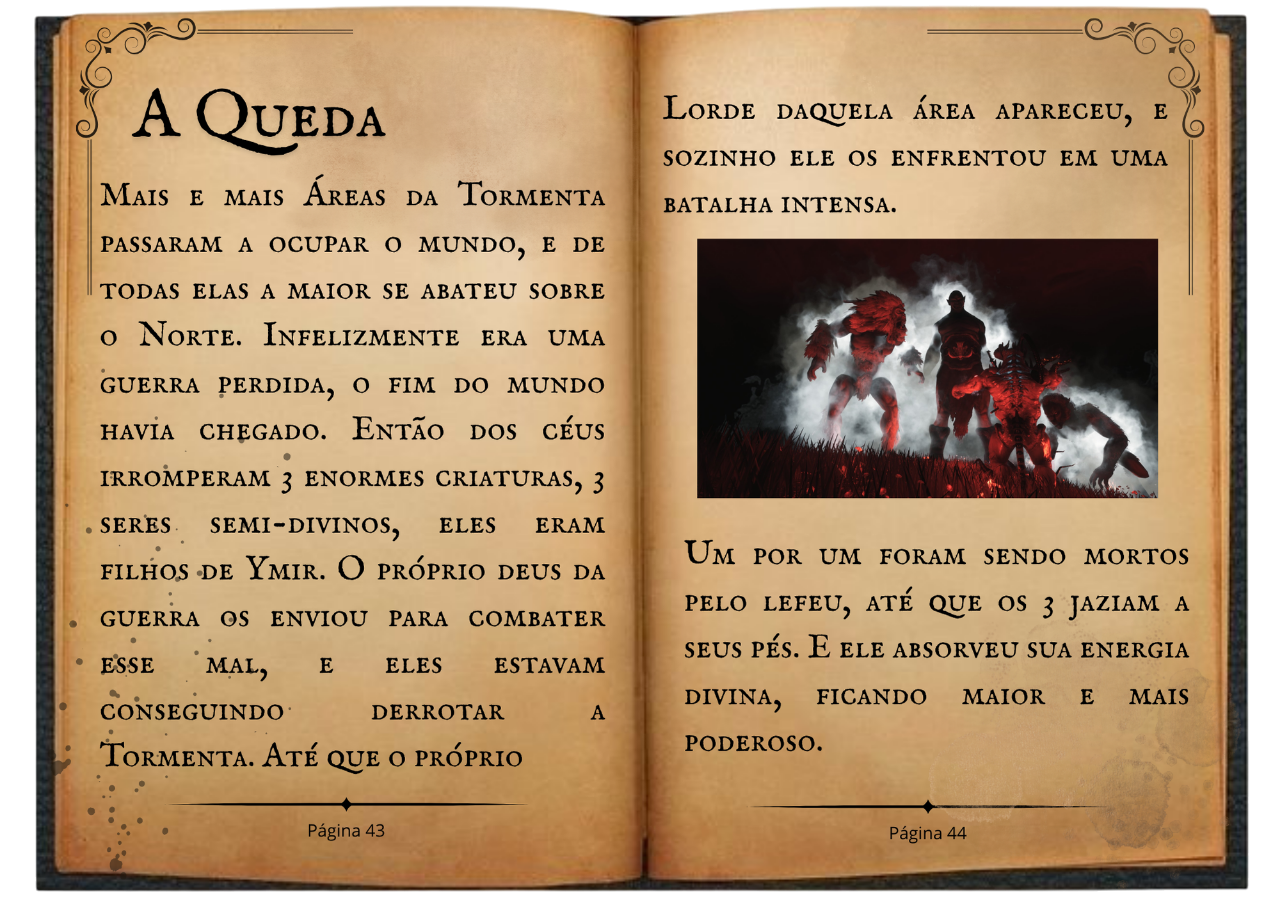 A Queda
Mais e mais Áreas da Tormenta
passaram a ocupar o mundo, e de
todas elas a maior se abateu sobre
o Norte. Infelizmente era uma
guerra perdida, o fim do mundo
havia chegado. Então dos céus
irromperam 3 enormes criaturas, 3
seres semi-divinos, eles eram
filhos de Ymir. O próprio deus da
guerra os enviou para combater
esse mal, e eles estavam
conseguindo derrotar a
Tormenta. Até que o próprio
Página 43
Lorde daquela área apareceu, e
sozinho ele os enfrentou em uma
batalha intensa.
Um por um foram sendo mortos
pelo lefeu, até que os 3 jaziam a
seus pés. E ele absorveu sua energia
divina, ficando maior e mais
poderoso.
Página 44